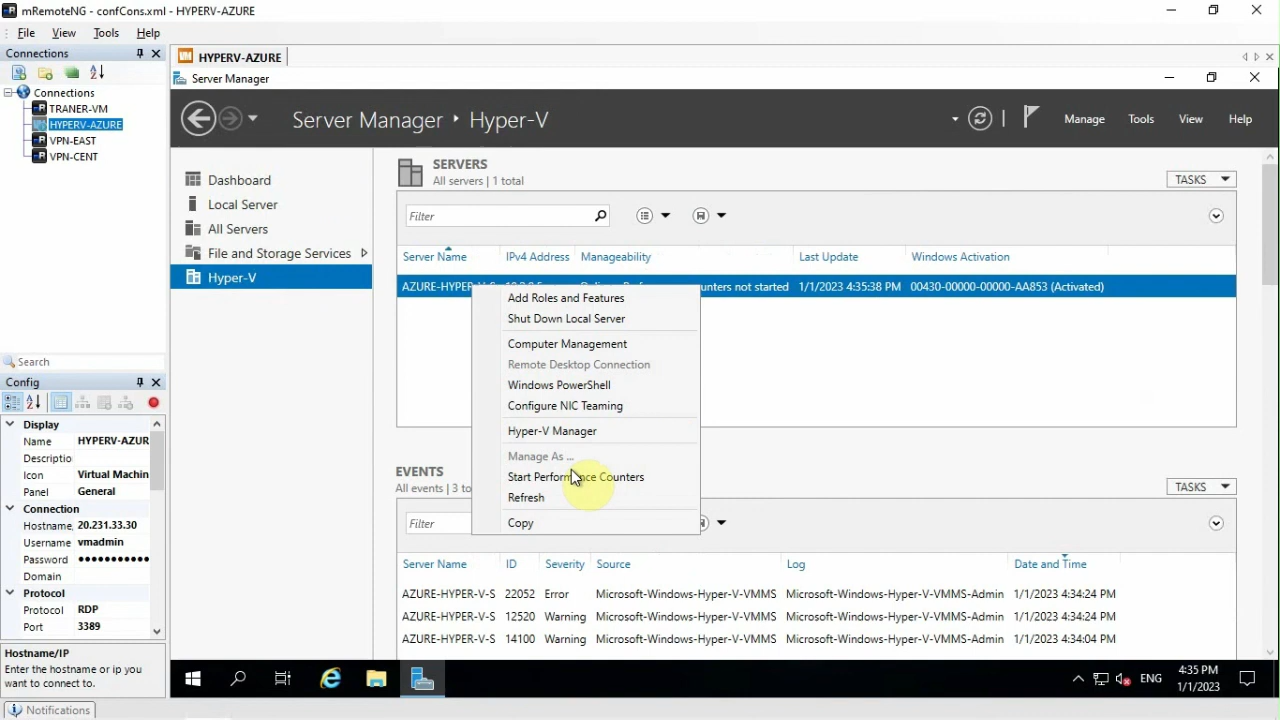 mRemoteNG - confCons.xml - HYPERV-AZURE
File View Tools Help
Connections
HYPERV-AZURE
Server Manager
Connections
TRANER-VM
HYPERV-AZURE
VPN-EAST
VPN-CENT
Server Manager • Hyper-V
Manage Tools View Help
Dashboard
Local Server
All Servers
File and Storage Services
Hyper-V
SERVERS
All servers | 1 total
TASKS
Filter
Server Name IPv4 Address Manageability Last Update Windows Activation
AZURE-HYPER-V-S nters not started 1/1/2023 4:35:38 PM 00430-00000-00000-AA853 (Activated)
Add Roles and Features
Shut Down Local Server
Computer Management
Remote Desktop Connection
Windows PowerShell
Configure NIC Teaming
Hyper-V Manager
Manage As ...
Start Performance Counters
Refresh
Copy
EVENTS
All events | 3 to
TASKS
Filter
Server Name ID Severity Source Log Date and Time
AZURE-HYPER-V-S 22052 Error Microsoft-Windows-Hyper-V-VMMS Microsoft-Windows-Hyper-V-VMMS-Admin 1/1/2023 4:34:24 PM
AZURE-HYPER-V-S 12520 Warning Microsoft-Windows-Hyper-V-VMMS Microsoft-Windows-Hyper-V-VMMS-Admin 1/1/2023 4:34:24 PM
AZURE-HYPER-V-S 14100 Warning Microsoft-Windows-Hyper-V-VMMS Microsoft-Windows-Hyper-V-VMMS-Admin 1/1/2023 4:34:04 PM
Search
Config
Display
Name HYPERV-AZUR
Descriptio
Icon Virtual Machin
Panel General
Connection
Hostname, 20.231.33.30
Username vmadmin
Password •••••••••••
Domain
Protocol
Protocol RDP
Port 3389
Hostname/IP
Enter the hostname or ip you
want to connect to.
Notifications
ENG
4:35 PM
1/1/2023